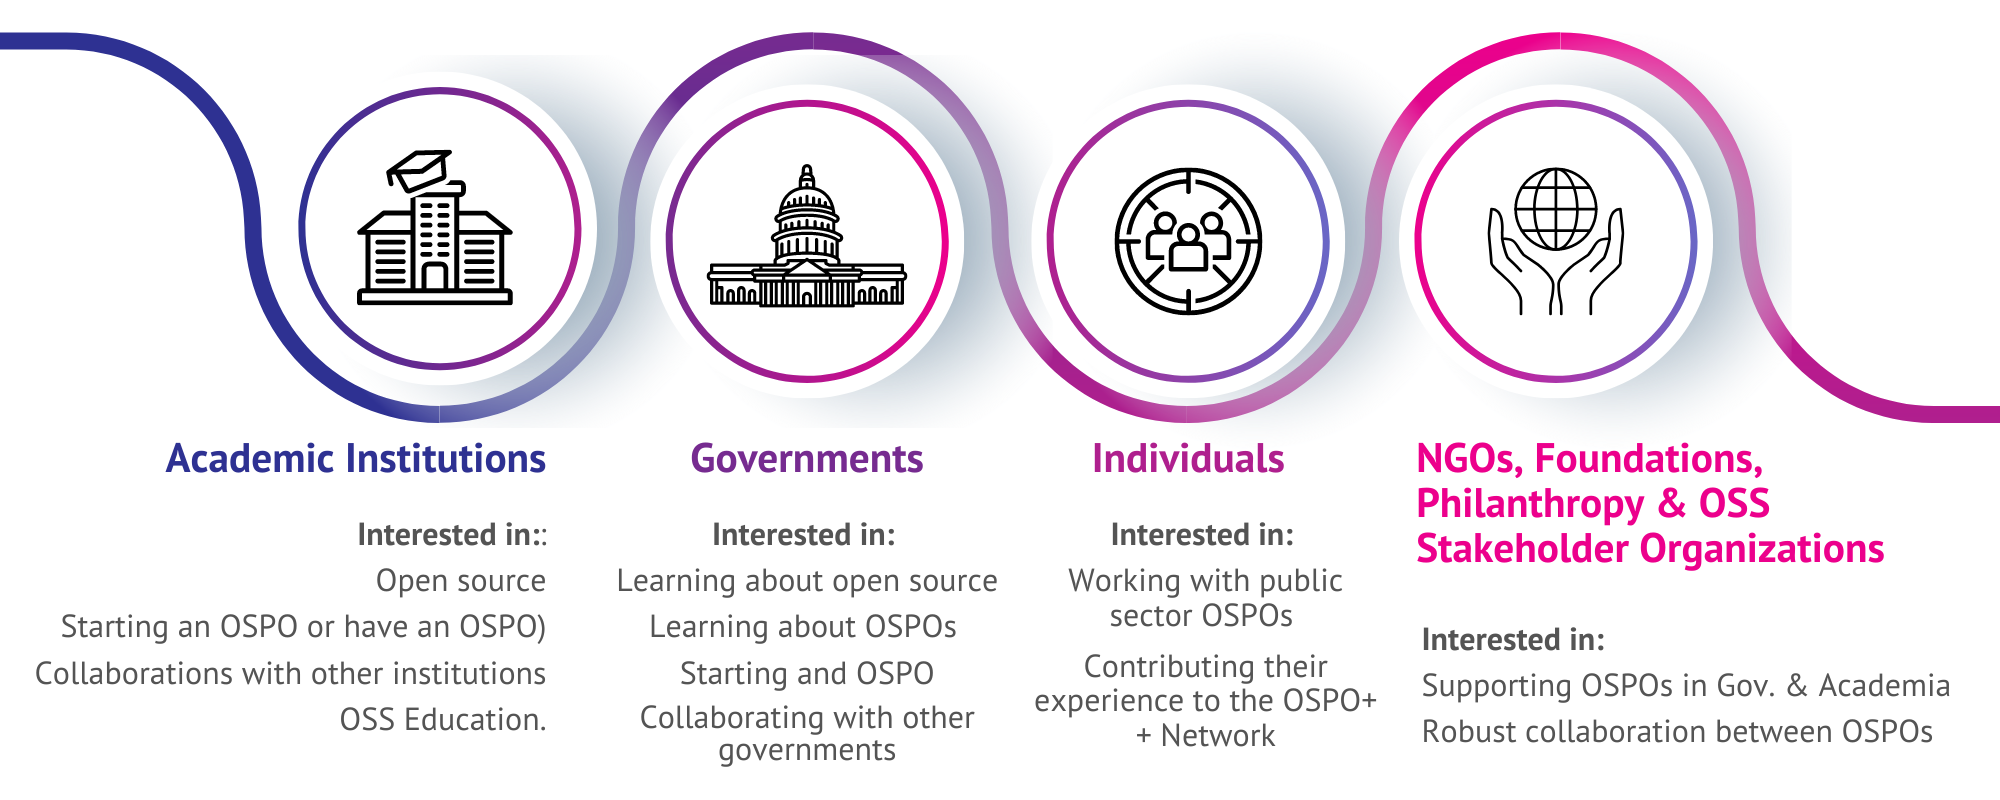 Academic Institutions
Interested in::
Open source
Starting an OSPO or have an OSPO)
Collaborations with other institutions
OSS Education.
Governments
Interested in:
Learning about open source
Learning about OSPOs
Starting and OSPO
Collaborating with other
governments
Individuals
Interested in:
Working with public
sector OSPOs
Contributing their
experience to the OSPO+
+ Network
NGOs, Foundations,
Philanthropy & OSS
Stakeholder Organizations
Interested in:
Supporting OSPOs in Gov. & Academia
Robust collaboration between OSPOs